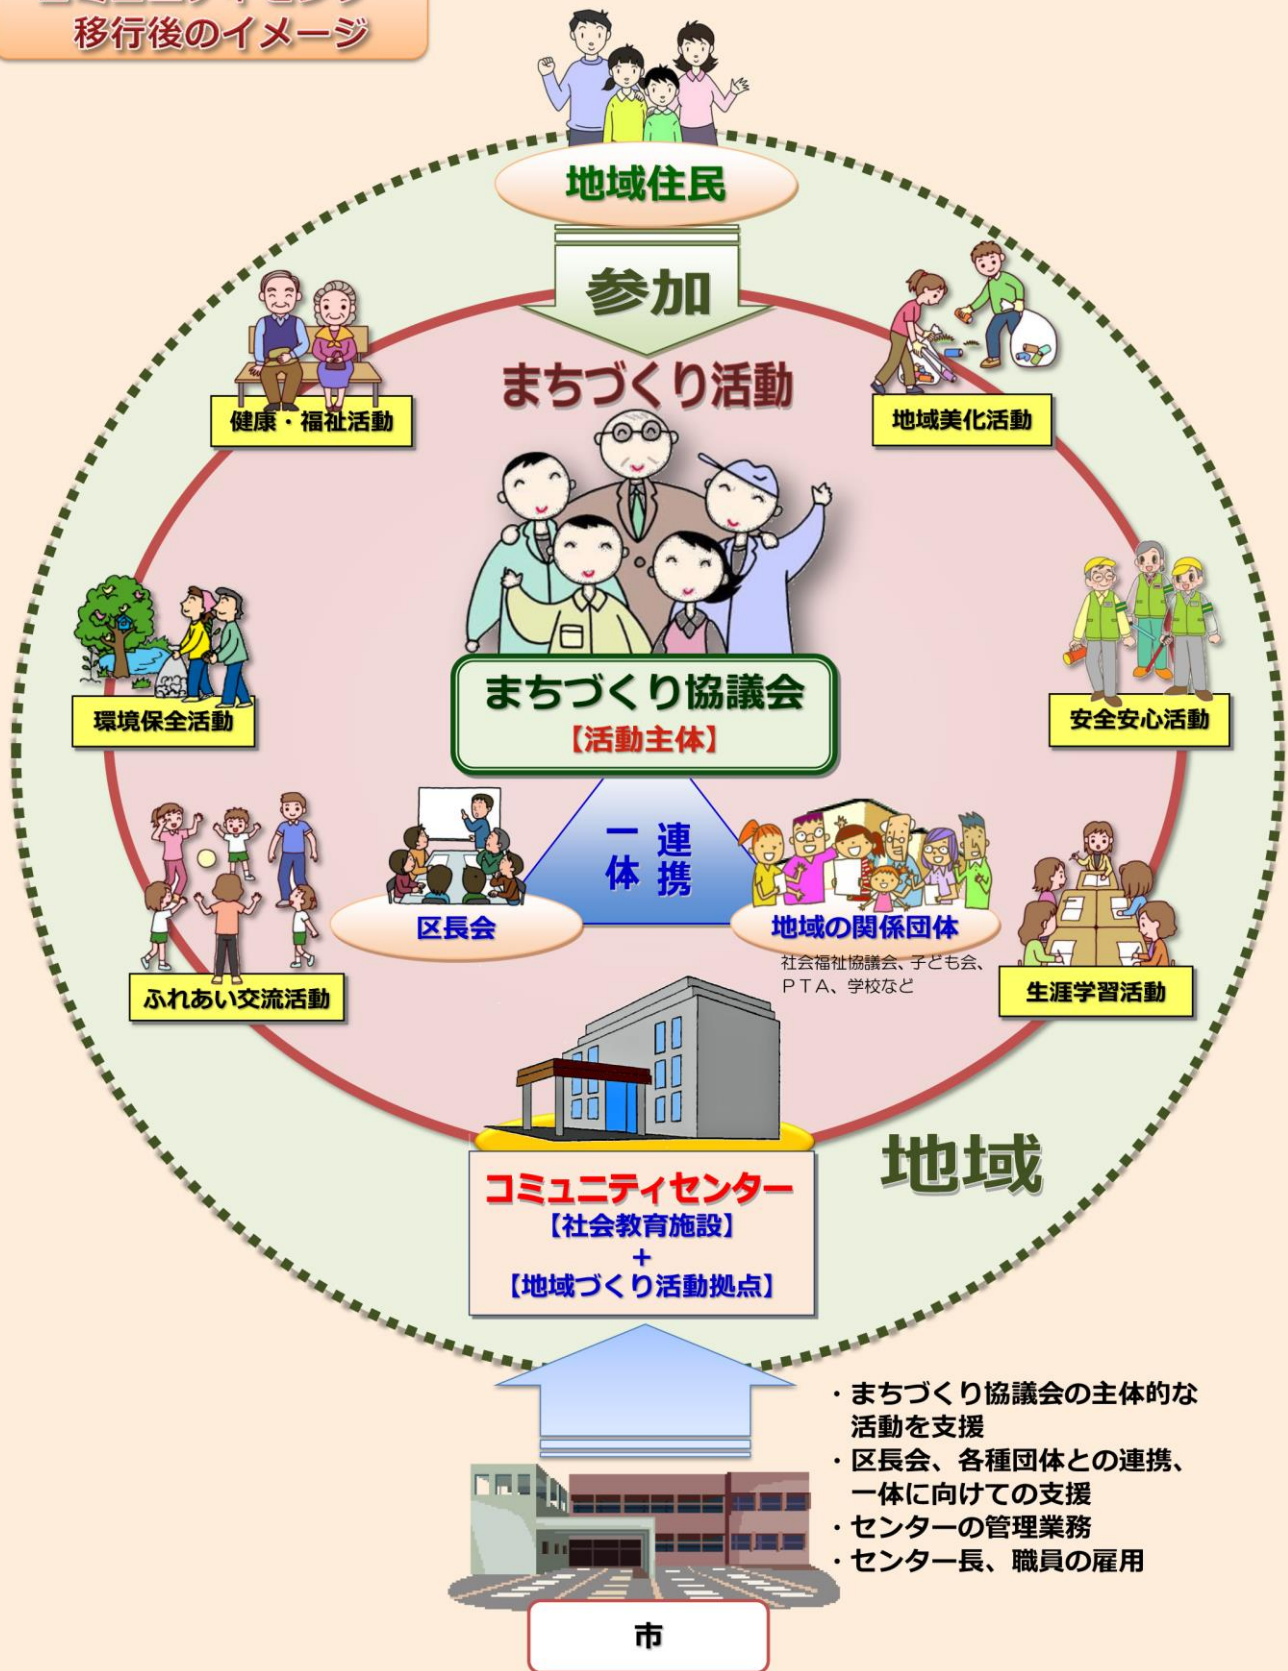 移行後のイメージ
地域住民
参加
まちづくり活動
健康・福祉活動
地域美化活動
環境保全活動
安全安心活動
まちづくり協議会
【活動主体】
一体
連携
区長会
地域の関係団体
社会福祉協議会、子ども会、
ＰＴＡ、学校など
ふれあい交流活動
生涯学習活動
地域
コミュニティセンター
【社会教育施設】
＋
【地域づくり活動拠点】
・まちづくり協議会の主体的な
活動を支援
・区長会、各種団体との連携、
一体に向けての支援
・センターの管理業務
・センター長、職員の雇用
市